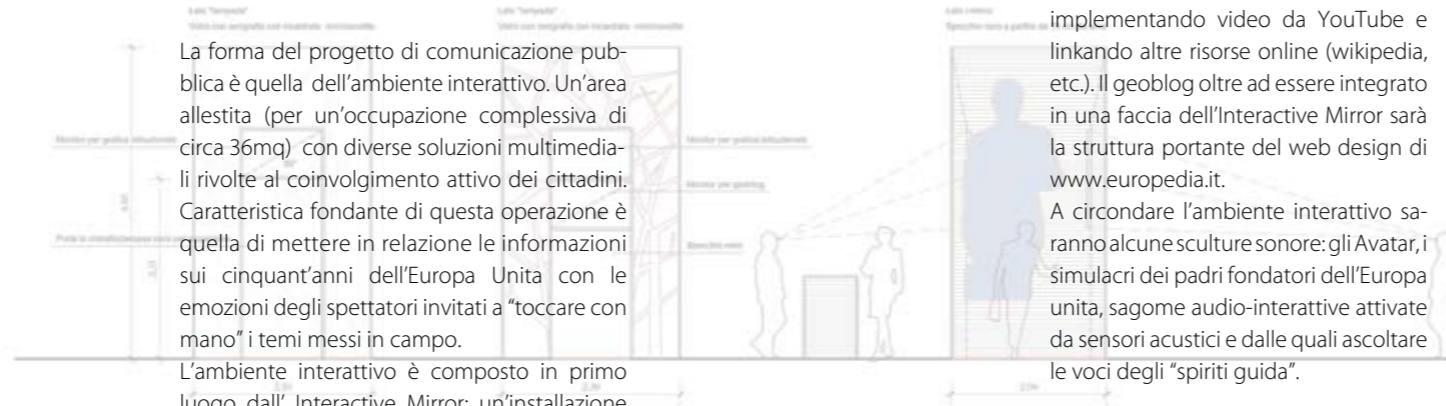 La forma del progetto di comunicazione pub-
blica è quella dell'ambiente interattivo. Un'area
allestita (per un'occupazione complessiva di
circa 36mq) con diverse soluzioni multimedia-
li rivolte al coinvolgimento attivo dei cittadini.
Caratteristica fondante di questa operazione è
quella di mettere in relazione le informazioni
sui cinquant'anni dell'Europa Unita con le
emozioni degli spettatori invitati a "toccare con
mano" i temi messi in campo.
L'ambiente interattivo è composto in primo
luogo dall' Interactive Mirror: un'installazione
implementando video da YouTube e
linkando altre risorse online (wikipedia,
etc.). Il geoblog oltre ad essere integrato
in una faccia dell'Interactive Mirror sarà
la struttura portante del web design di
www.europedia.it.
A circondare l'ambiente interattivo sa-
ranno alcune sculture sonore: gli Avatar, i
simulacri dei padri fondatori dell'Europa
unita, sagome audio-interattive attivate
da sensori acustici e dalle quali ascoltare
le voci degli "spiriti guida".